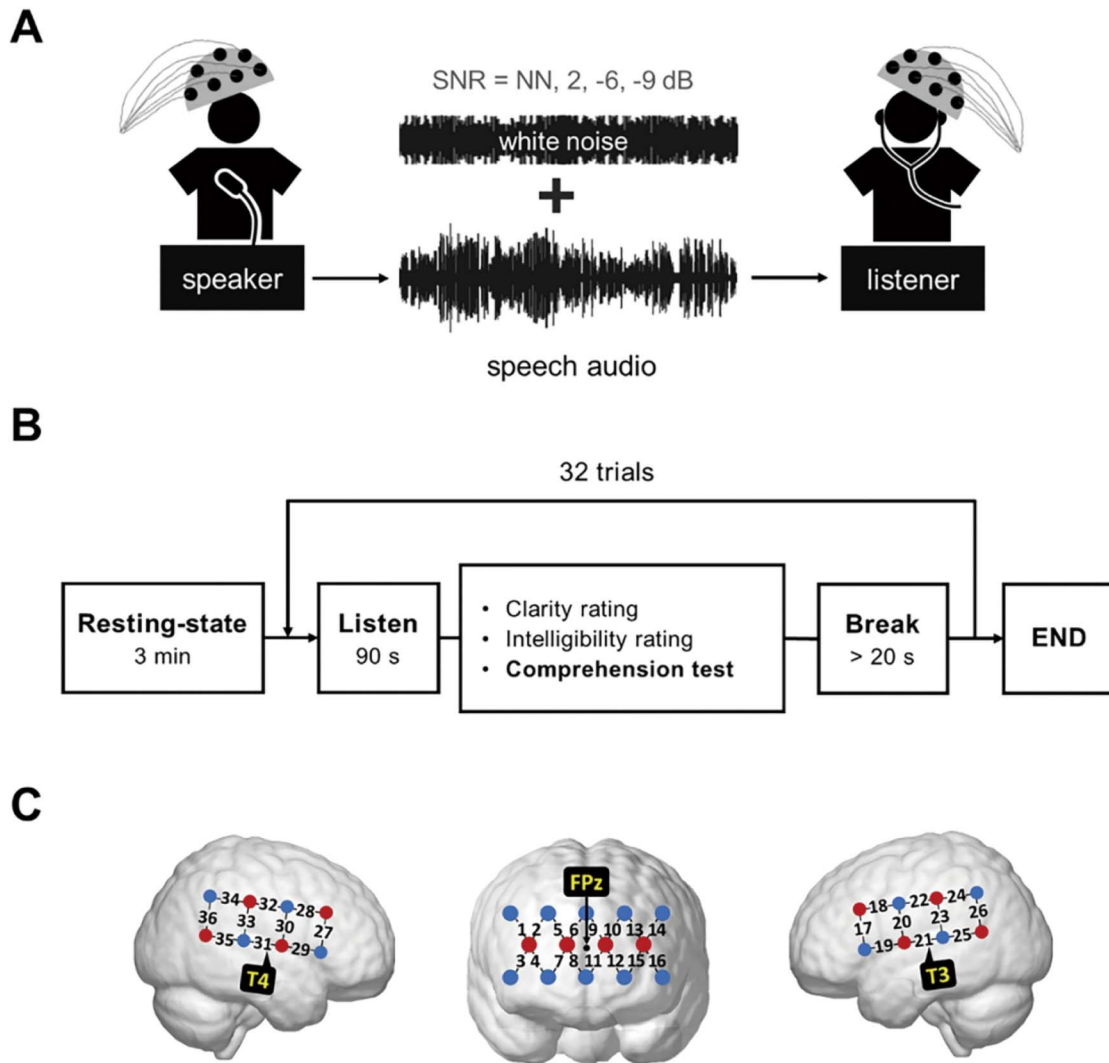 A
SNR = NN, 2, -6, -9 dB
white noise
+
speaker
listener
speech audio
B
32 trials
Resting-state
3 min
Listen
90 s
• Clarity rating
• Intelligibility rating
• Comprehension test
Break
> 20 s
END
C
34 32 28
36 33 30 27
35 31 29
T4
FPz
1 2 5 6 9 10 13 14
3 4 7 8 11 12 15 16
18 22 24
17 20 23 26
19 21 25
T3